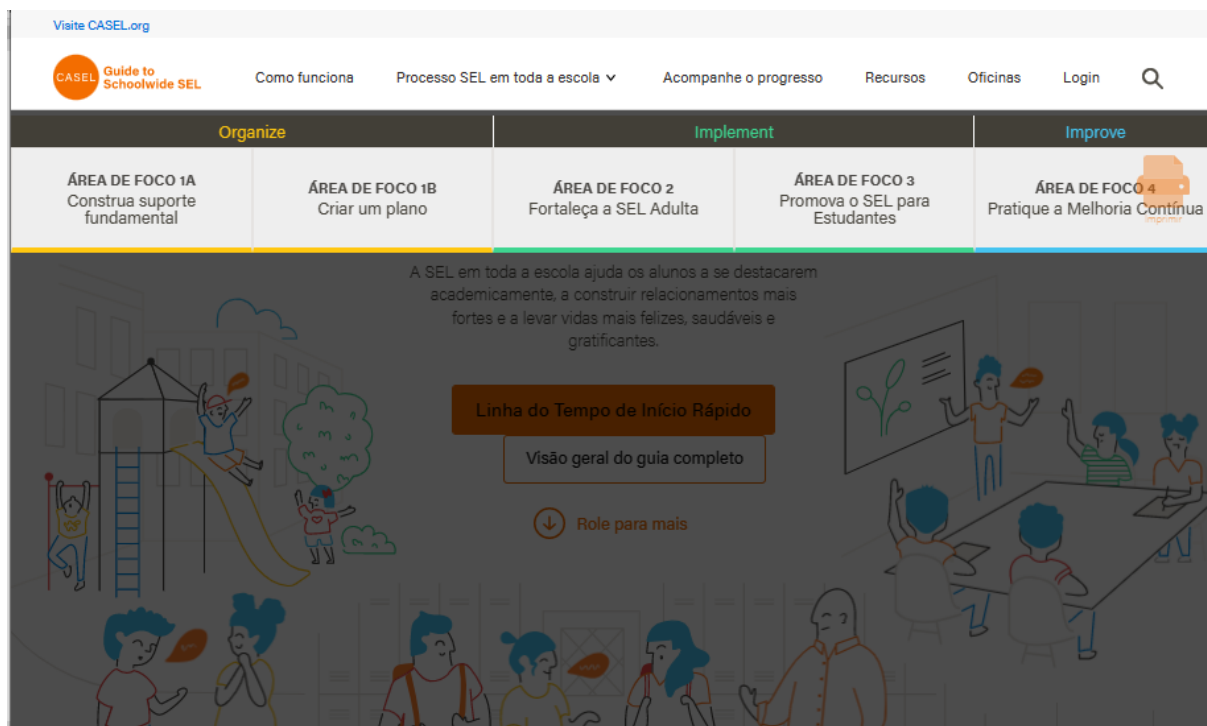 Visite CASEL.org
CASEL
Guide to
Schoolwide SEL
Como funciona
Processo SEL em toda a escola
Acompanhe o progresso
Recursos
Oficinas
Login
Organize
Implement
Improve
ÁREA DE FOCO 1A
Construa suporte
fundamental
ÁREA DE FOCO 1B
Criar um plano
ÁREA DE FOCO 2
Fortaleça a SEL Adulta
ÁREA DE FOCO 3
Promova o SEL para
Estudantes
ÁREA DE FOCO 4
Pratique a Melhoria Contínua
imprimir
A SEL em toda a escola ajuda os alunos a se destacarem
academicamente, a construir relacionamentos mais
fortes e a levar vidas mais felizes, saudáveis e
gratificantes.
Linha do Tempo de Início Rápido
Visão geral do guia completo
Role para mais